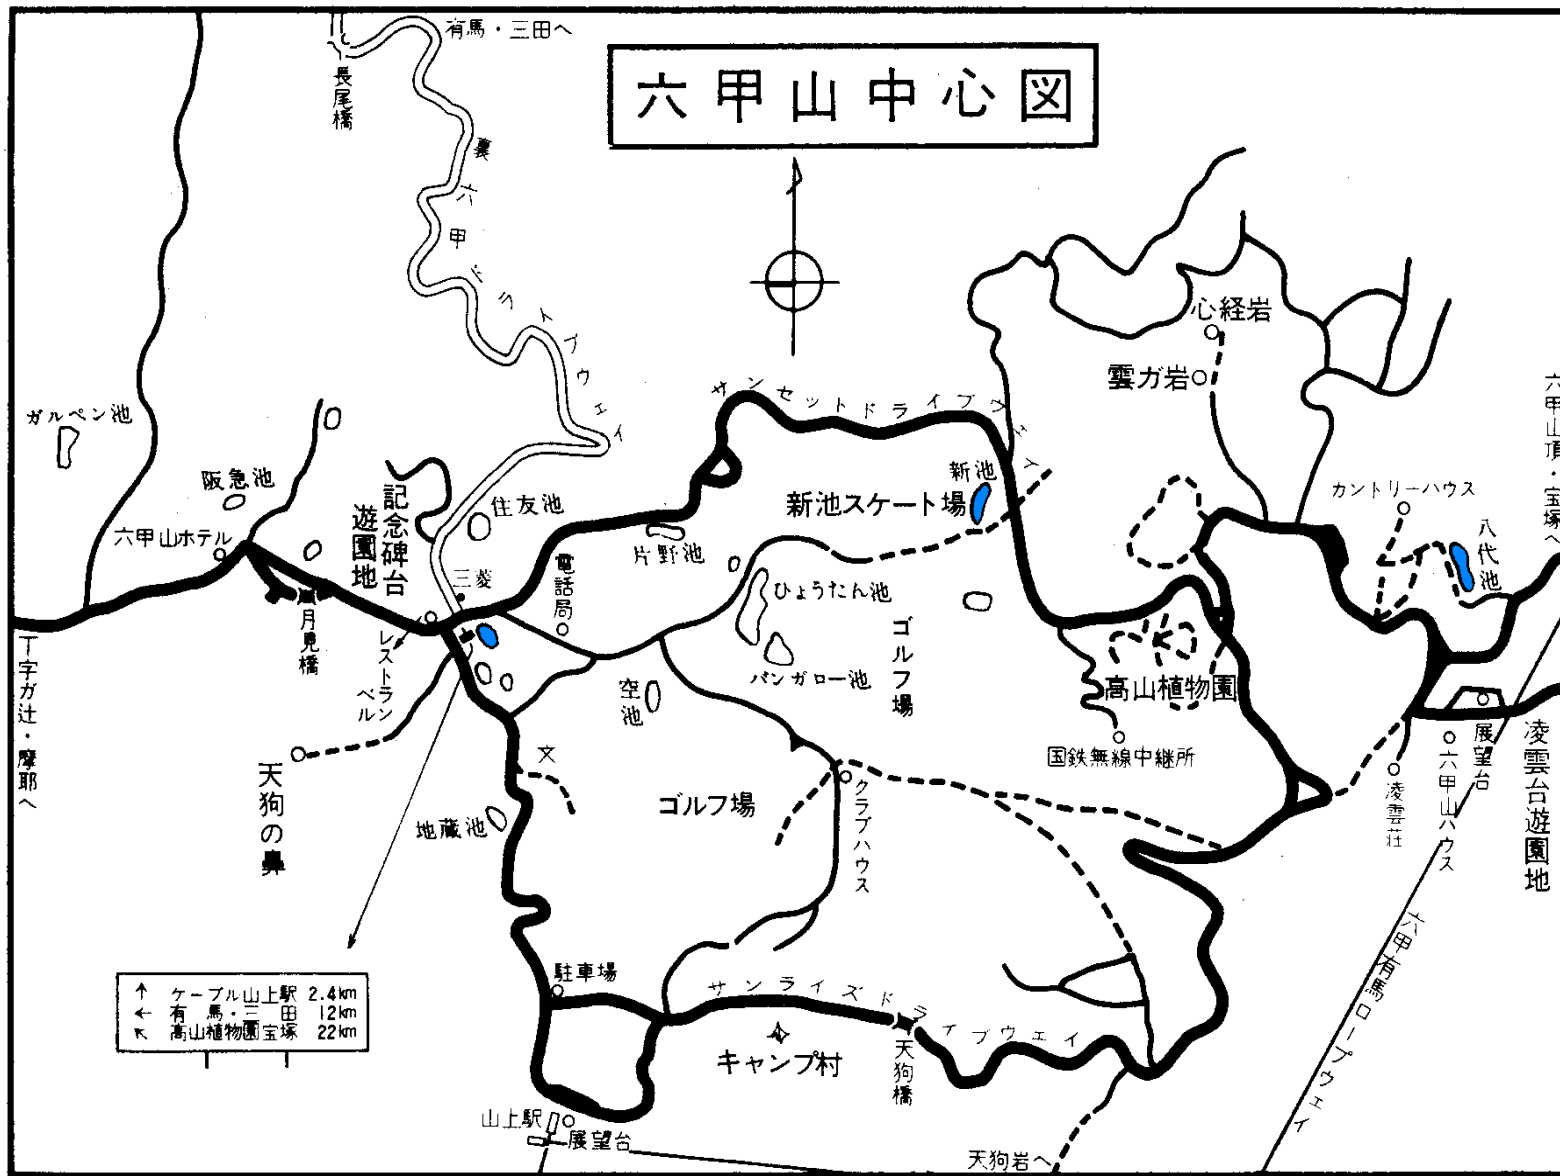 六甲山中心図
有馬・三田へ
長尾橋
裏六甲ドライブウェイ
サンセットドライブウェイ
心経岩
雲ガ岩
六甲山頂・宝塚へ
ガルペン池
阪急池
六甲山ホテル
記念碑台
遊園地
住友池
三菱
電話局
片野池
新池スケート場
新池
カントリーハウス
八代池
月見橋
レストラン
ベル
ひょうたん池
バンガロー池
空池
ゴルフ場
高山植物園
国鉄無線中継所
丁字ガ辻・摩耶へ
天狗の鼻
文
地蔵池
ゴルフ場
クラブハウス
凌雲荘
六甲山ハウス
展望台
凌雲台遊園地
六甲有馬ロープウェイ
↑ ケーブル山上駅 2.4km
← 有馬・三田 12km
↖ 高山植物園宝塚 22km
駐車場
サンライズドライブウェイ
キャンプ村
天狗橋
山上駅
展望台
天狗岩へ